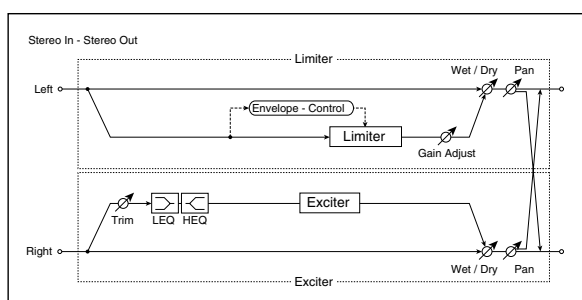 Stereo In - Stereo Out
Limiter
Wet / Dry Pan
Left
Envelope - Control
Limiter
Gain Adjust
Trim LEQ HEQ
Exciter
Right
Wet / Dry Pan
Exciter